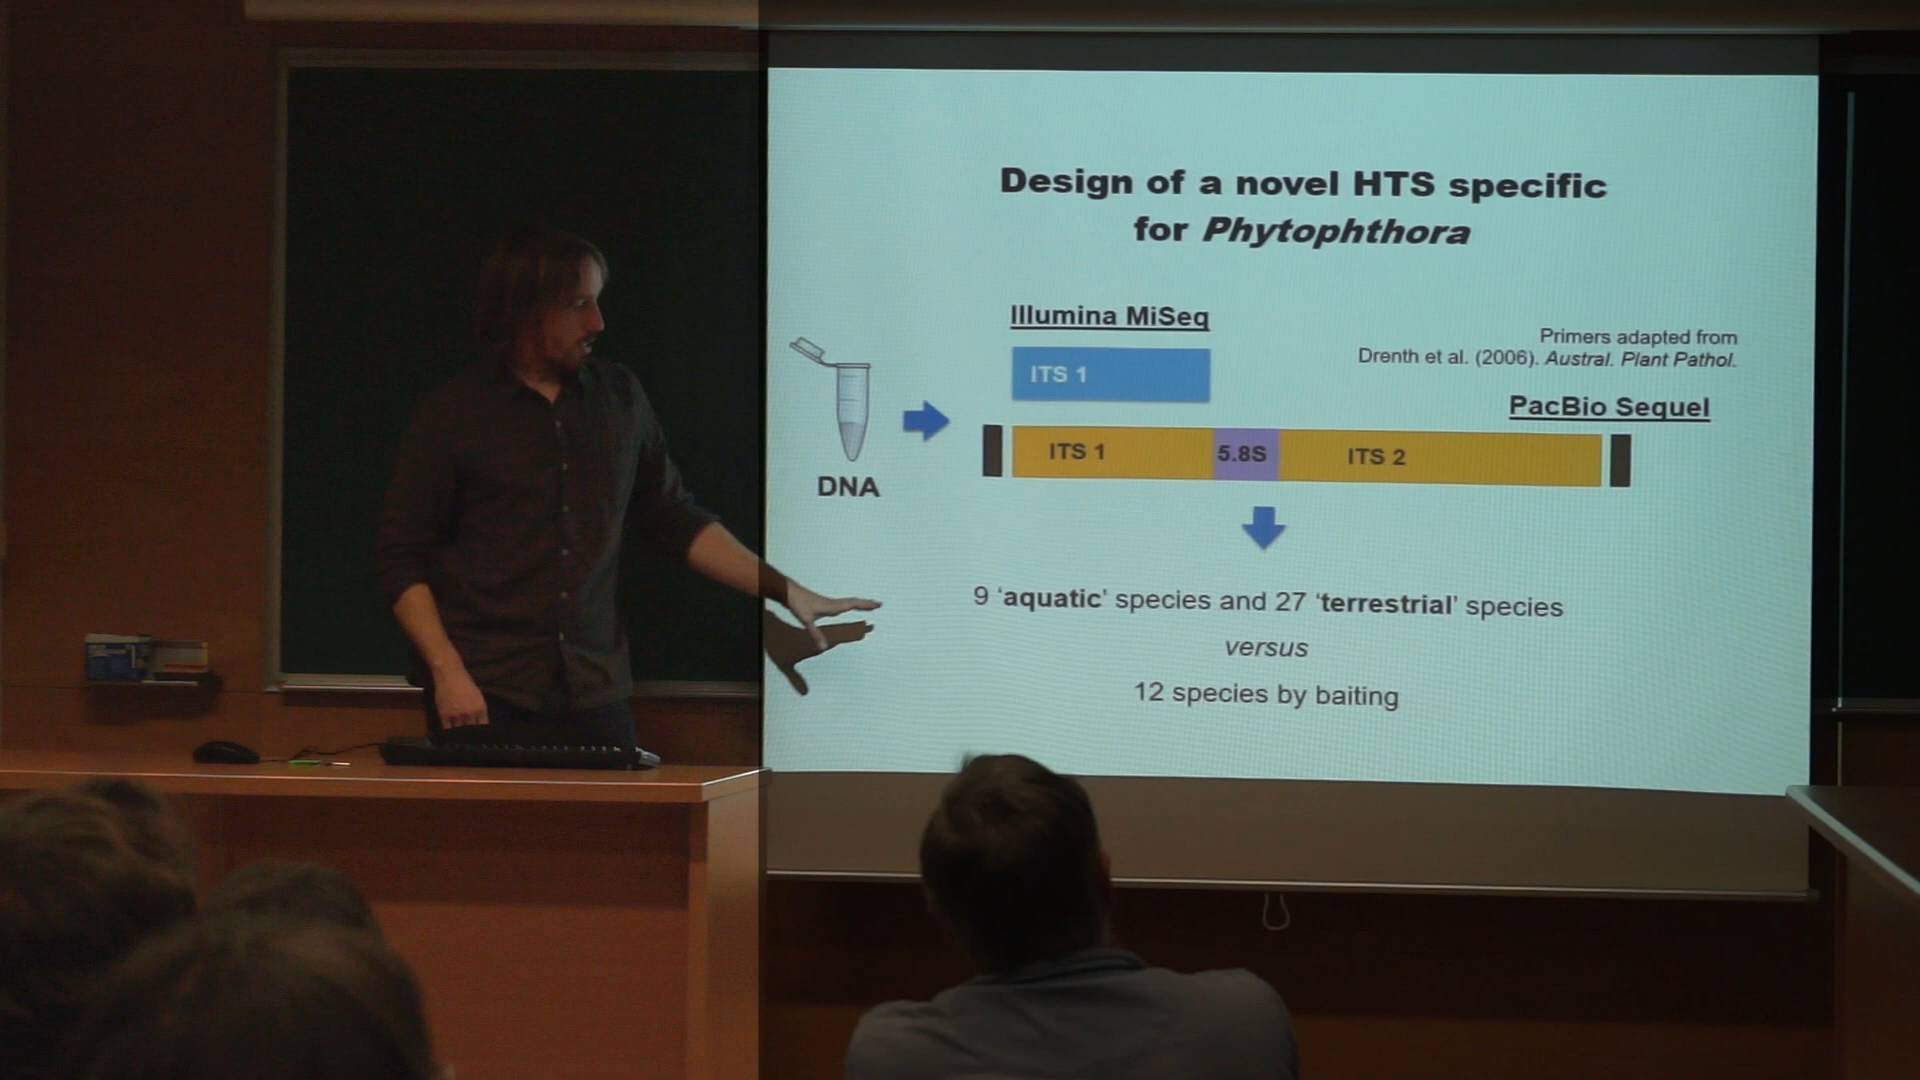 Design of a novel HTS specific
for Phytophthora
Illumina MiSeq
ITS 1
Primers adapted from
Drenth et al. (2006). Austral. Plant Pathol.
PacBio Sequel
ITS 1
5.8S
ITS 2
DNA
9 ‘aquatic’ species and 27 ‘terrestrial’ species
versus
12 species by baiting